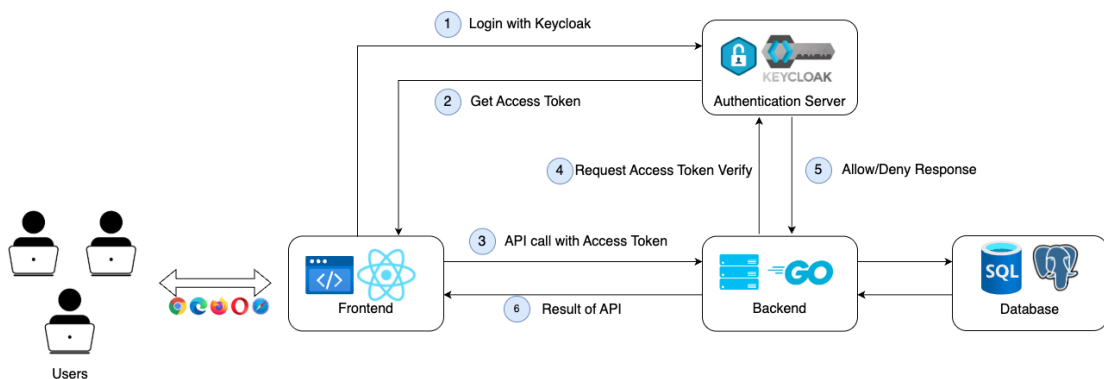 1 Login with Keycloak
KEYCLOAK
2 Get Access Token
Authentication Server
4 Request Access Token Verify
5 Allow/Deny Response
3 API call with Access Token
</>
GO
SQL
Frontend
6 Result of API
Backend
Database
Users